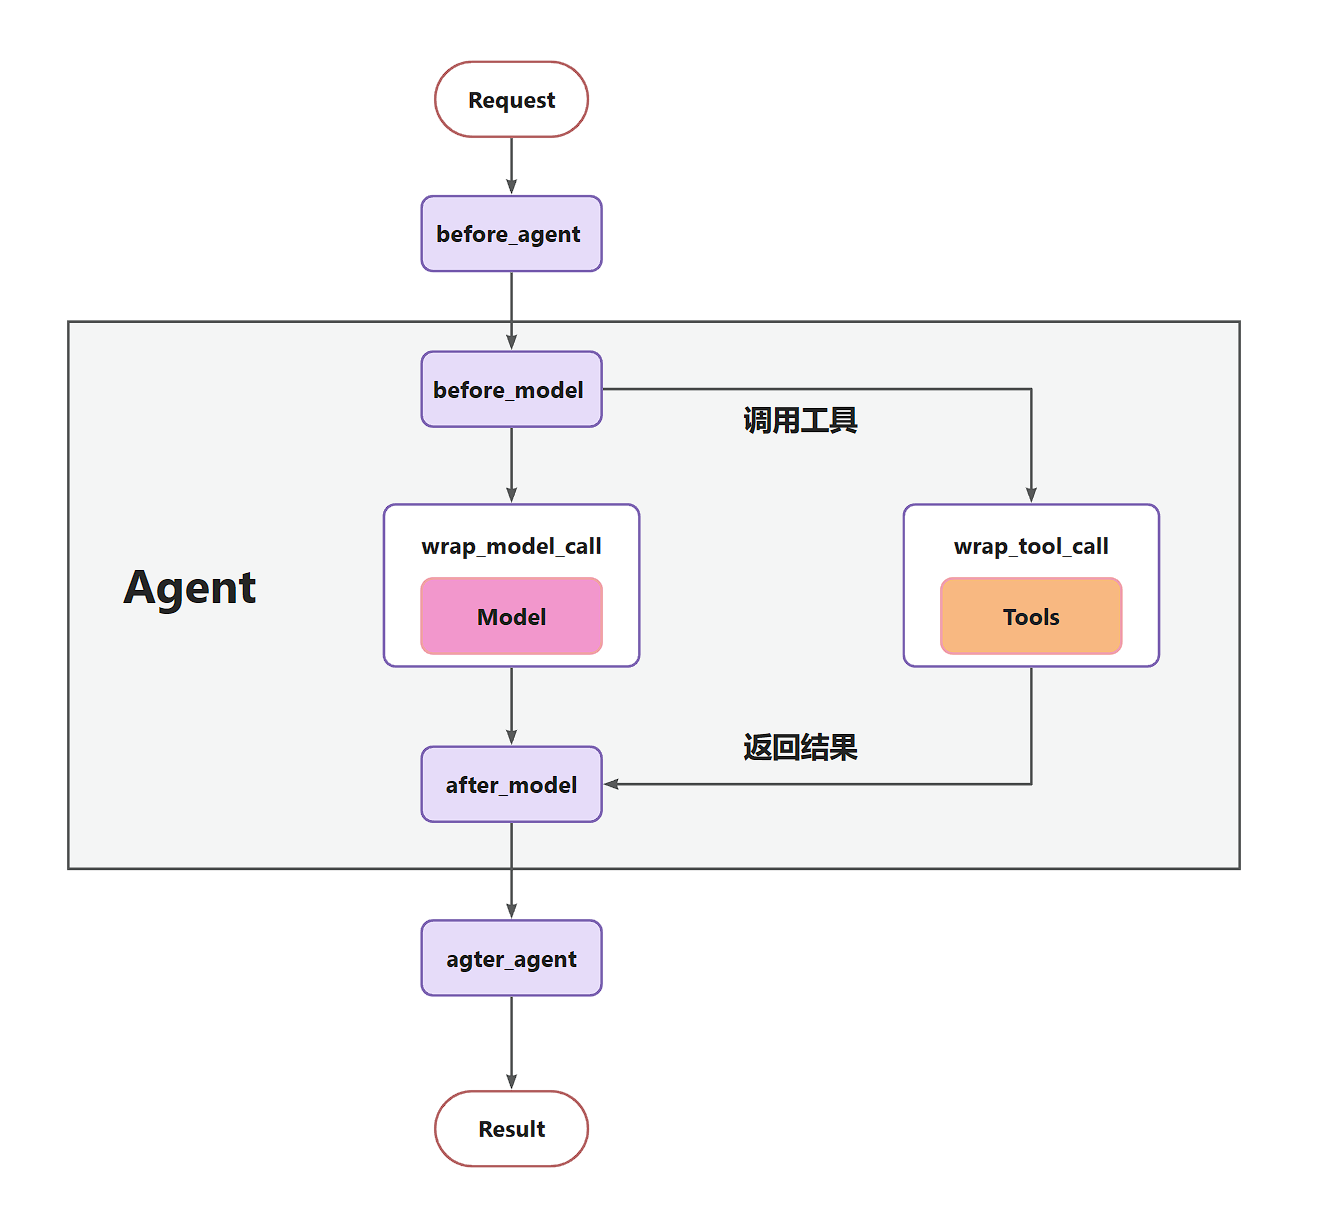 Request
before_agent
before_model
调用工具
wrap_model_call
wrap_tool_call
Agent
Model
Tools
返回结果
after_model
agter_agent
Result